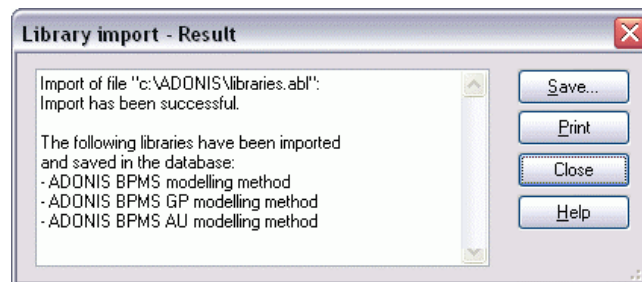 Library import - Result
Import of file "c:\ADONIS\libraries.abl":
Import has been successful.
The following libraries have been imported
and saved in the database:
- ADONIS BPMS modelling method
- ADONIS BPMS GP modelling method
- ADONIS BPMS AU modelling method
Save...
Print
Close
Help